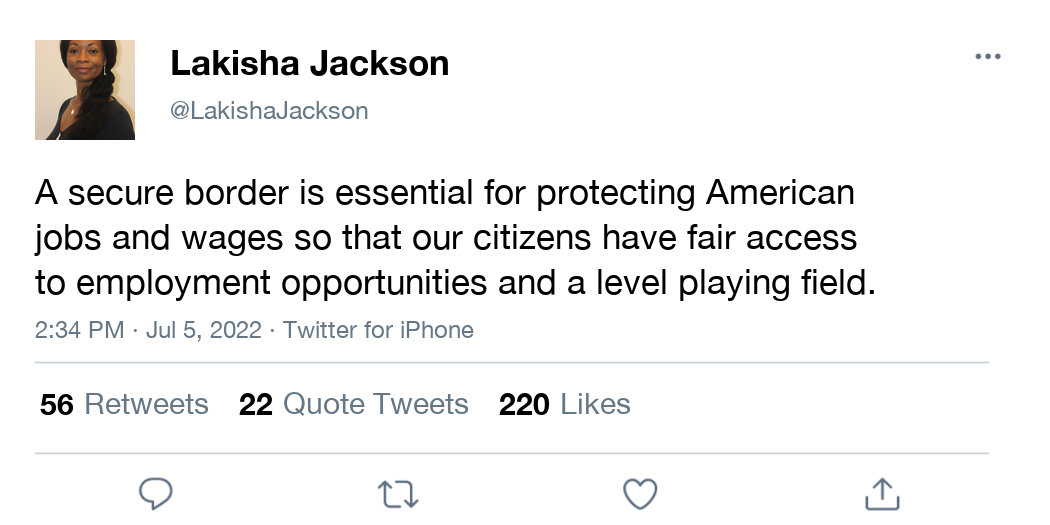 Lakisha Jackson
@LakishaJackson
A secure border is essential for protecting American
jobs and wages so that our citizens have fair access
to employment opportunities and a level playing field.
2:34 PM · Jul 5, 2022 · Twitter for iPhone
56 Retweets 22 Quote Tweets 220 Likes